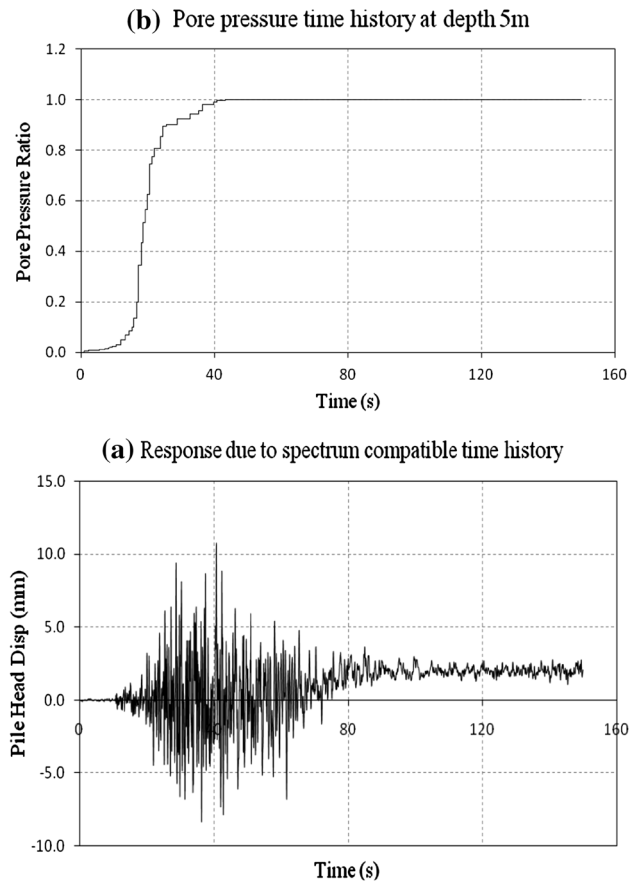 (b) Pore pressure time history at depth 5m
1.2
1.0
0.8
0.6
0.4
0.2
0.0
Pore Pressure Ratio
0 40 80 120 160
Time (s)
(a) Response due to spectrum compatible time history
15.0
10.0
5.0
0.0
-5.0
-10.0
Pile Head Disp (mm)
0 40 80 120 160
Time (s)